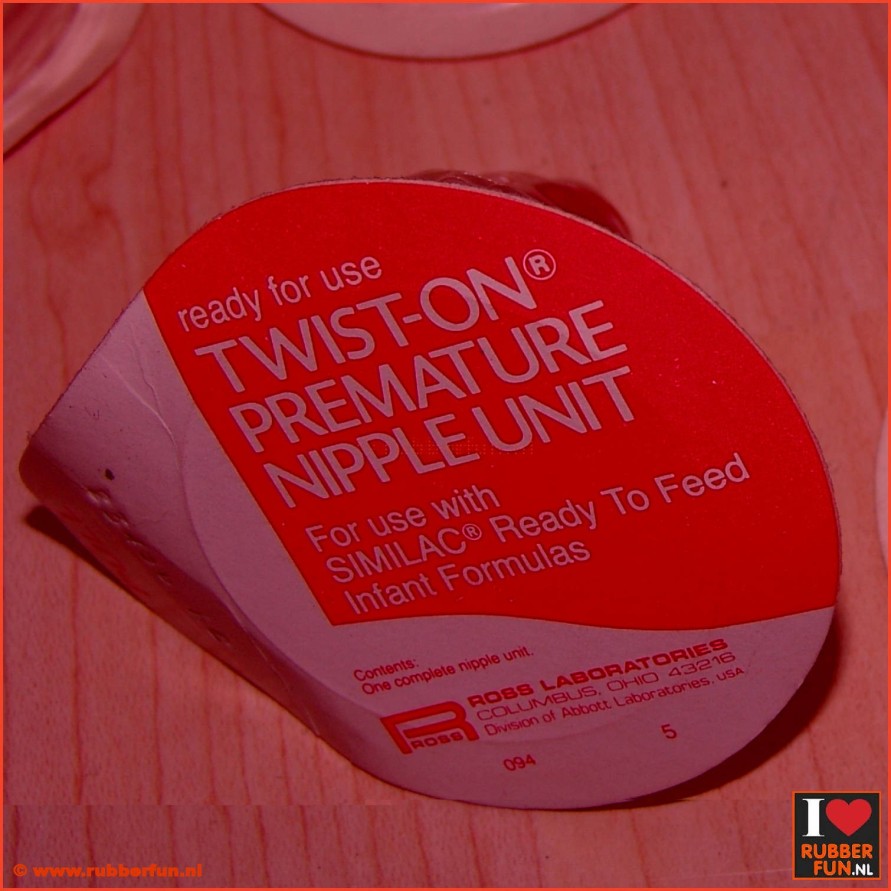 ready for use
TWIST-ON®
PREMATURE
NIPPLE UNIT
For use with
SIMILAC® Ready To Feed
Infant Formulas
Contents:
One complete nipple unit.
ROSS
ROSS LABORATORIES
COLUMBUS, OHIO 43216
Division of Abbott Laboratories, USA
094
5
© www.rubberfun.nl
I ❤
RUBBER
FUN.NL